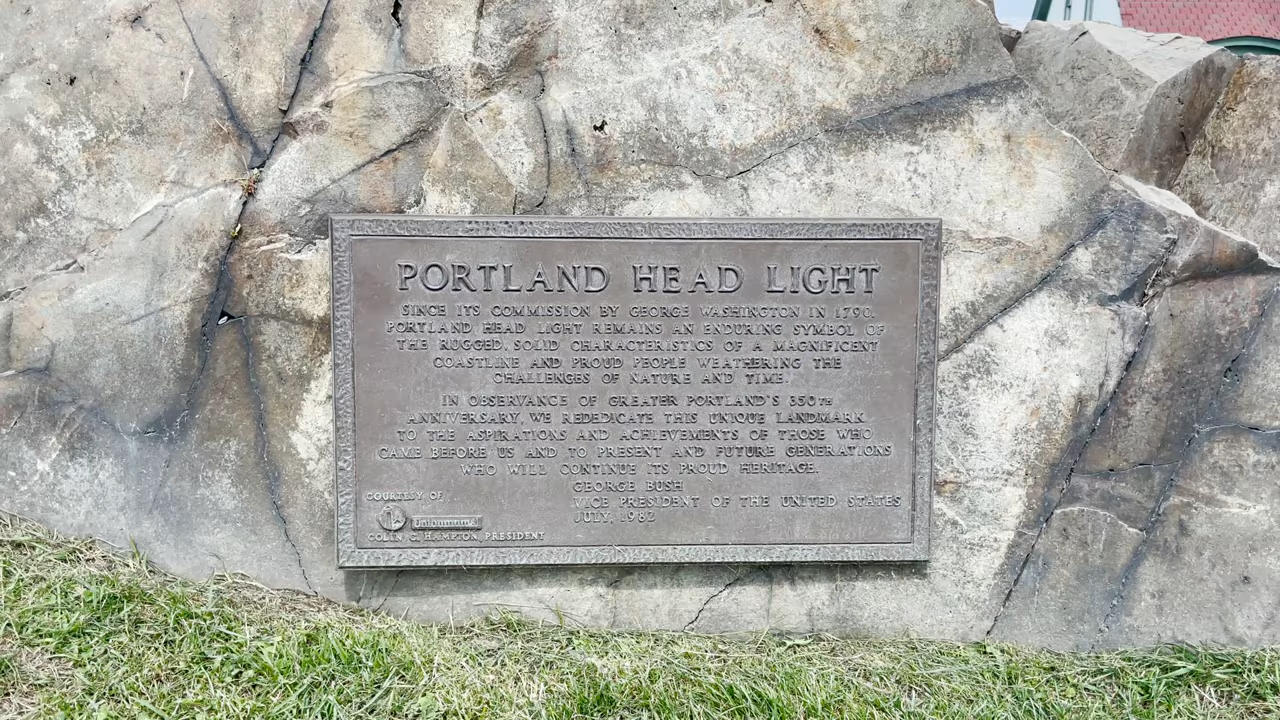 PORTLAND HEAD LIGHT
SINCE ITS COMMISSION BY GEORGE WASHINGTON IN 1790,
PORTLAND HEAD LIGHT REMAINS AN ENDURING SYMBOL OF
THE RUGGED, SOLID CHARACTERISTICS OF A MAGNIFICENT
COASTLINE AND PROUD PEOPLE WEATHERING THE
CHALLENGES OF NATURE AND TIME.
IN OBSERVANCE OF GREATER PORTLAND'S 350TH
ANNIVERSARY, WE REDEDICATE THIS UNIQUE LANDMARK
TO THE ASPIRATIONS AND ACHIEVEMENTS OF THOSE WHO
CAME BEFORE US AND TO PRESENT AND FUTURE GENERATIONS
WHO WILL CONTINUE ITS PROUD HERITAGE.
GEORGE BUSH
VICE PRESIDENT OF THE UNITED STATES
JULY, 1982
COURTESY OF
COLIN C. HAMPTON, PRESIDENT